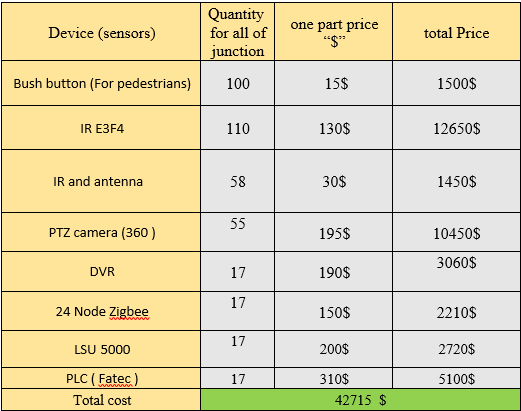 Device (sensors) Quantity for all of junction one part price "$" total Price
Bush button (For pedestrians) 100 15$ 1500$
IR E3F4 110 130$ 12650$
IR and antenna 58 30$ 1450$
PTZ camera (360 ) 55 195$ 10450$
DVR 17 190$ 3060$
24 Node Zigbee 17 150$ 2210$
LSU 5000 17 200$ 2720$
PLC ( Fatec ) 17 310$ 5100$
Total cost 42715 $